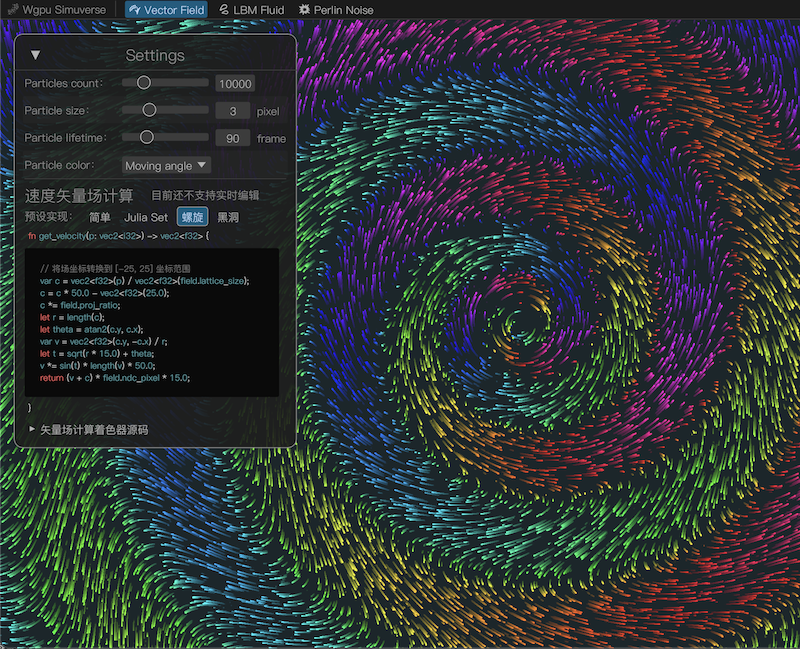 Wgpu Simuverse Vector Field LBM Fluid Perlin Noise
▼ Settings
Particles count: 10000
Particle size: 3 pixel
Particle lifetime: 90 frame
Particle color: Moving angle ▼
速度矢量场计算 目前还不支持实时编辑
预设实现: 简单 Julia Set 螺旋 黑洞
fn get_velocity(p: vec2<i32>) -> vec2<f32> {
// 将场坐标转换到 [-25, 25] 坐标范围
var c = vec2<f32>(p) / vec2<f32>(field.lattice_size);
c = c * 50.0 - vec2<f32>(25.0);
c *= field.proj_ratio;
let r = length(c);
let theta = atan2(c.y, c.x);
var v = vec2<f32>(c.y, -c.x) / r;
let t = sqrt(r * 15.0) + theta;
v *= sin(t) * length(v) * 50.0;
return (v + c) * field.ndc_pixel * 15.0;
}
▶ 矢量场计算着色器源码